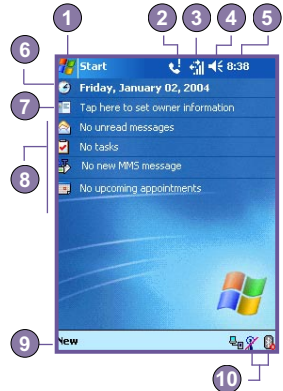 1 2 3 4 5
6 7 8 9 10
Start 8:38
Friday, January 02, 2004
Tap here to set owner information
No unread messages
No tasks
No new MMS message
No upcoming appointments
New